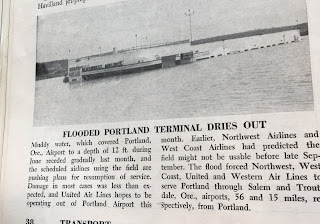 Haviland jetty
FLOODED PORTLAND TERMINAL DRIES OUT
Muddy water, which covered Portland,
Ore., Airport to a depth of 12 ft. during
June receded gradually last month, and
the scheduled airlines using the field are
pushing plans for resumption of service.
Damage in most cases was less than ex-
pected, and United Air Lines hopes to be
operating out of Portland Airport this
month. Earlier, Northwest Airlines and
West Coast Airlines had predicted the
field might not be usable before late Sep-
tember. The flood forced Northwest, West
Coast, United and Western Air Lines to
serve Portland through Salem and Trout-
dale, Ore., airports, 56 and 15 miles, re-
spectively, from Portland.
38
TRANSPORT